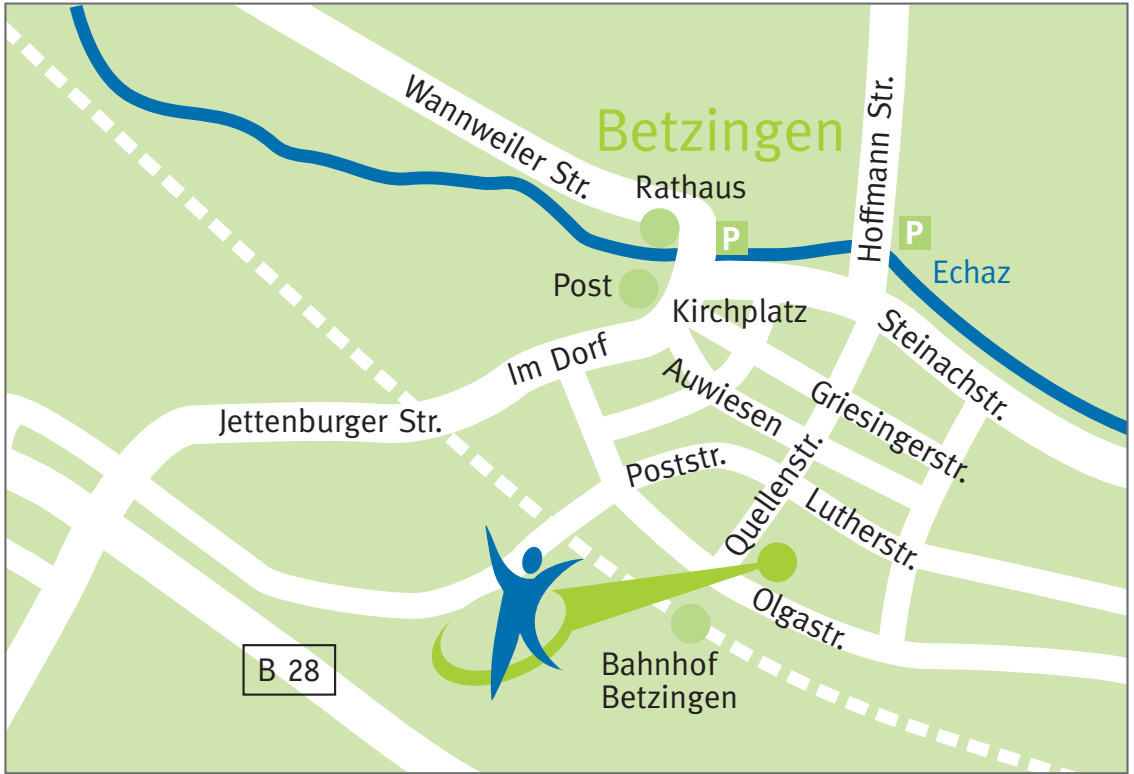 Wannweiler Str.
Betzingen
Hoffmann Str.
Rathaus
P
P
Echaz
Post
Kirchplatz
Steinachstr.
Im Dorf
Auwiesen
Griesingerstr.
Jettenburger Str.
Poststr.
Quellenstr.
Lutherstr.
Olgastr.
B 28
Bahnhof
Betzingen